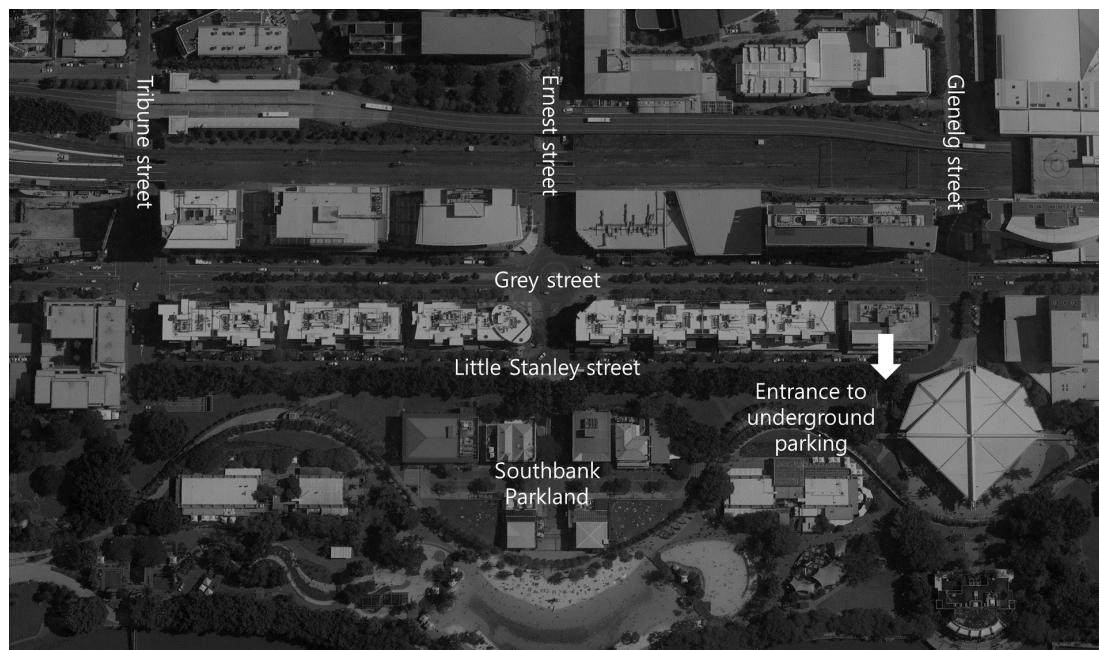 Tribune street
Ernest street
Glenelg street
Grey street
Little Stanley street
Entrance to
underground
parking
Southbank
Parkland